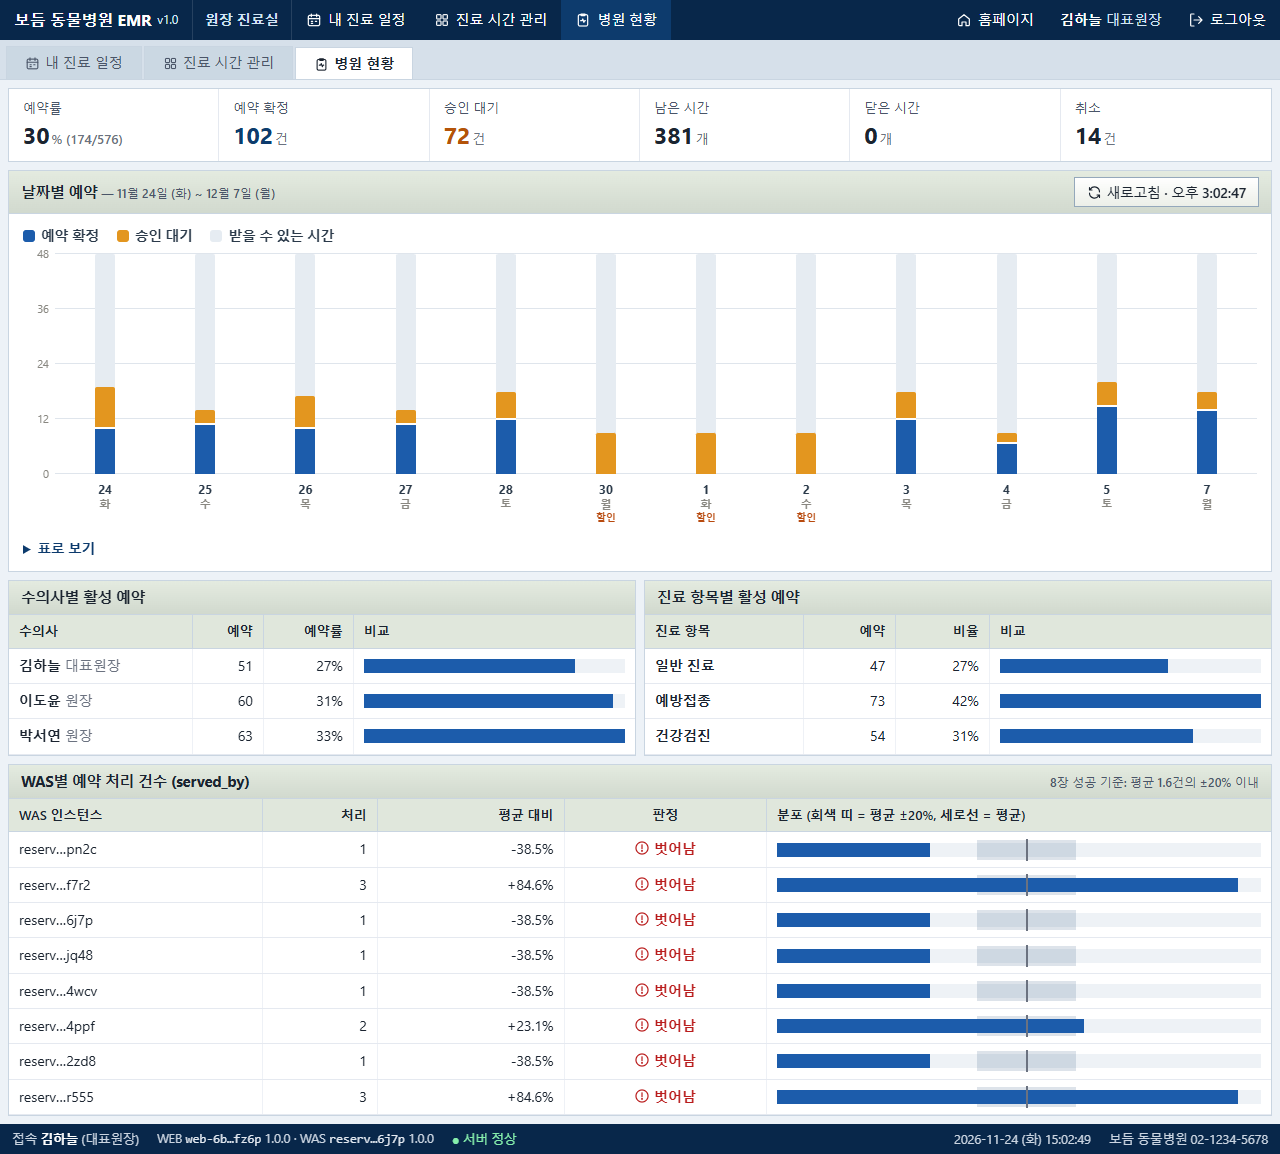 보듬 동물병원 EMR v1.0 원장 진료실 내 진료 일정 진료 시간 관리 병원 현황 홈페이지 김하늘 대표원장 로그아웃
내 진료 일정 진료 시간 관리 병원 현황
예약률 예약 확정 승인 대기 남은 시간 닫은 시간 취소
30% (174/576) 102건 72건 381개 0개 14건
날짜별 예약 — 11월 24일 (화) ~ 12월 7일 (월) 새로고침 · 오후 3:02:47
예약 확정 승인 대기 받을 수 있는 시간
48
36
24
12
0
24 25 26 27 28 30 1 2 3 4 5 7
화 수 목 금 토 월 화 수 목 금 토 월
할인 할인 할인
▶ 표로 보기
수의사별 활성 예약
수의사 예약 예약률 비교
김하늘 대표원장 51 27%
이도윤 원장 60 31%
박서연 원장 63 33%
진료 항목별 활성 예약
진료 항목 예약 비율 비교
일반 진료 47 27%
예방접종 73 42%
건강검진 54 31%
WAS별 예약 처리 건수 (served_by) 8장 성공 기준: 평균 1.6건의 ±20% 이내
WAS 인스턴스 처리 평균 대비 판정 분포 (회색 띠 = 평균 ±20%, 세로선 = 평균)
reserv…pn2c 1 -38.5% 벗어남
reserv…f7r2 3 +84.6% 벗어남
reserv…6j7p 1 -38.5% 벗어남
reserv…jq48 1 -38.5% 벗어남
reserv…4wcv 1 -38.5% 벗어남
reserv…4ppf 2 +23.1% 벗어남
reserv…2zd8 1 -38.5% 벗어남
reserv…r555 3 +84.6% 벗어남
접속 김하늘 (대표원장) WEB web-6b…fz6p 1.0.0 · WAS reserv…6j7p 1.0.0 ● 서버 정상 2026-11-24 (화) 15:02:49 보듬 동물병원 02-1234-5678